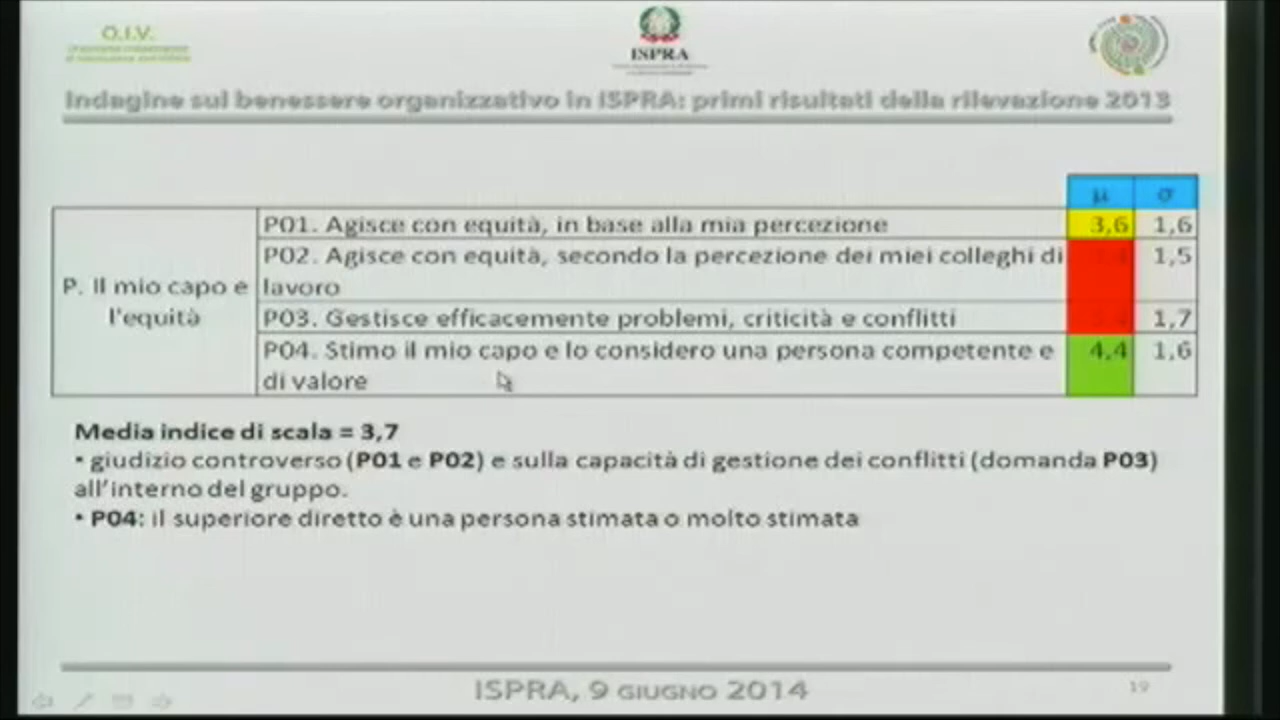 O.I.V.
ISPRA
Indagine sul benessere organizzativo in ISPRA: primi risultati della rilevazione 2013
μ σ
P. Il mio capo e l'equità
P01. Agisce con equità, in base alla mia percezione 3,6 1,6
P02. Agisce con equità, secondo la percezione dei miei colleghi di 1,5
lavoro
P03. Gestisce efficacemente problemi, criticità e conflitti 1,7
P04. Stimo il mio capo e lo considero una persona competente e 4,4 1,6
di valore
Media indice di scala = 3,7
• giudizio controverso (P01 e P02) e sulla capacità di gestione dei conflitti (domanda P03)
all'interno del gruppo.
• P04: il superiore diretto è una persona stimata o molto stimata
ISPRA, 9 GIUGNO 2014
19